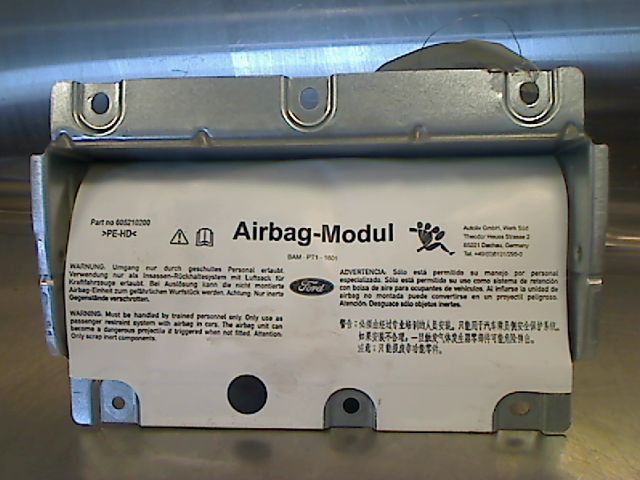 Part no 605210200
>PE-HD<
Airbag-Modul
BAM - PT1 - 1601
Autoliv GmbH, Werk Süd
Theodor Heuss Strasse 2
85221 Dachau, Germany
WARNUNG. Umgang nur durch geschultes Personal erlaubt.
Verwendung nur als Insassen-Rückhaltesystem mit Luftsack für
Kraftfahrzeuge erlaubt. Bei Auslösung kann die nicht montierte
Airbag-Einheit zum gefährlichen Wurfstück werden. Achtung: Nur inerte
Gegenstände verschrotten.
WARNING. Must be handled by trained personnel only. Use only as
passenger restraint system with airbag in cars. The airbag unit can
become a dangerous projectile if triggered when not fitted. Attention:
Only scrap inert components.
Ford
ADVERTENCIA: Sólo está permitido su manejo por personal
especializado. Sólo está permitido su uso como sistema de retención
con bolsa de aire para ocupantes de vehículos. Al inflarse la unidad de
airbag no montada puede convertirse en un proyectil peligroso.
Atención: Desguace sólo objetos inertes.